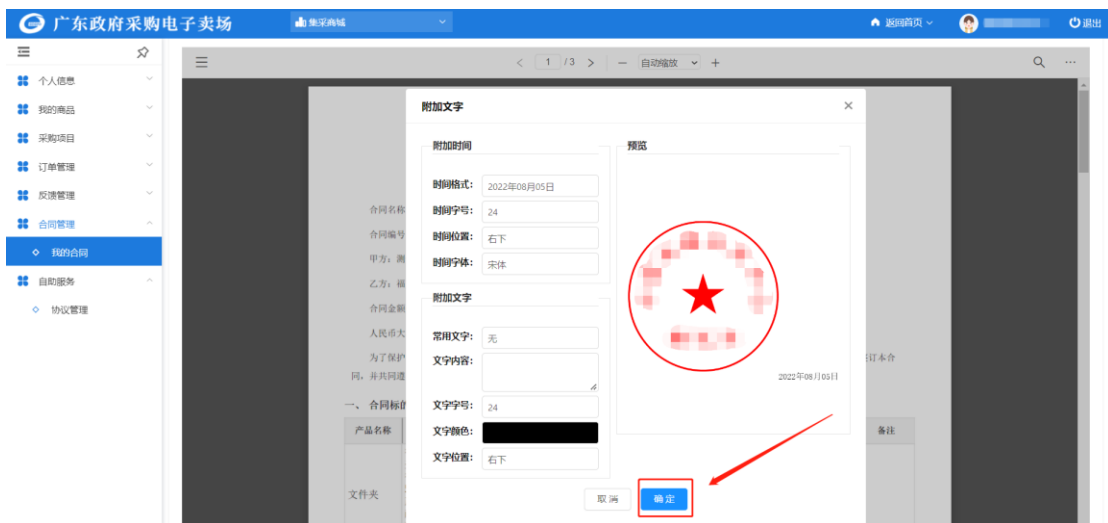 广东政府采购电子卖场
集采商城
返回首页
退出
个人信息
我的商品
采购项目
订单管理
反馈管理
合同管理
我的合同
自助服务
协议管理
1 /3
自动缩放
合同名称
合同编号
甲方：测
乙方：福
合同金额
人民币大
为了保护
签订本合
同，并共同遵
一、合同标的
产品名称
备注
文件夹
附加文字
附加时间
时间格式： 2022年08月05日
时间字号： 24
时间位置： 右下
时间字体： 宋体
附加文字
常用文字： 无
文字内容：
文字字号： 24
文字颜色：
文字位置： 右下
预览
2022年08月05日
取消
确定